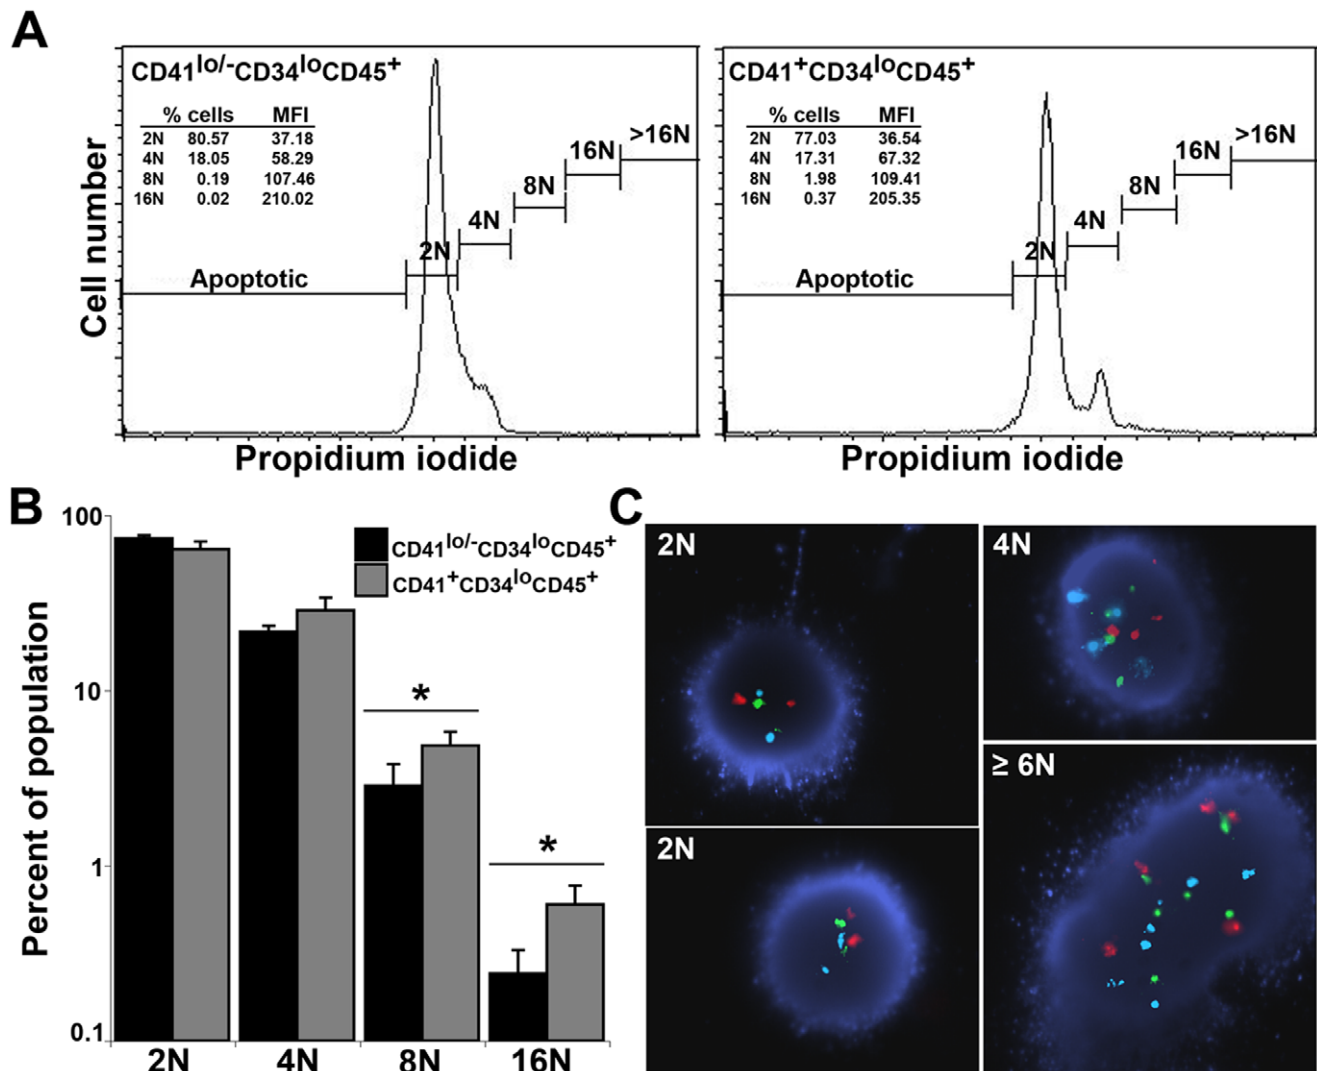 A
CD41lo/-CD34loCD45+
% cells MFI
2N 80.57 37.18
4N 18.05 58.29
8N 0.19 107.46
16N 0.02 210.02
Apoptotic
2N
4N
8N
16N
>16N
Cell number
Propidium iodide
CD41+CD34loCD45+
% cells MFI
2N 77.03 36.54
4N 17.31 67.32
8N 1.98 109.41
16N 0.37 205.35
Apoptotic
2N
4N
8N
16N
>16N
Propidium iodide
B
Percent of population
100
10
1
0.1
CD41lo/-CD34loCD45+
CD41+CD34loCD45+
*
*
2N 4N 8N 16N
C
2N
4N
2N
≥ 6N